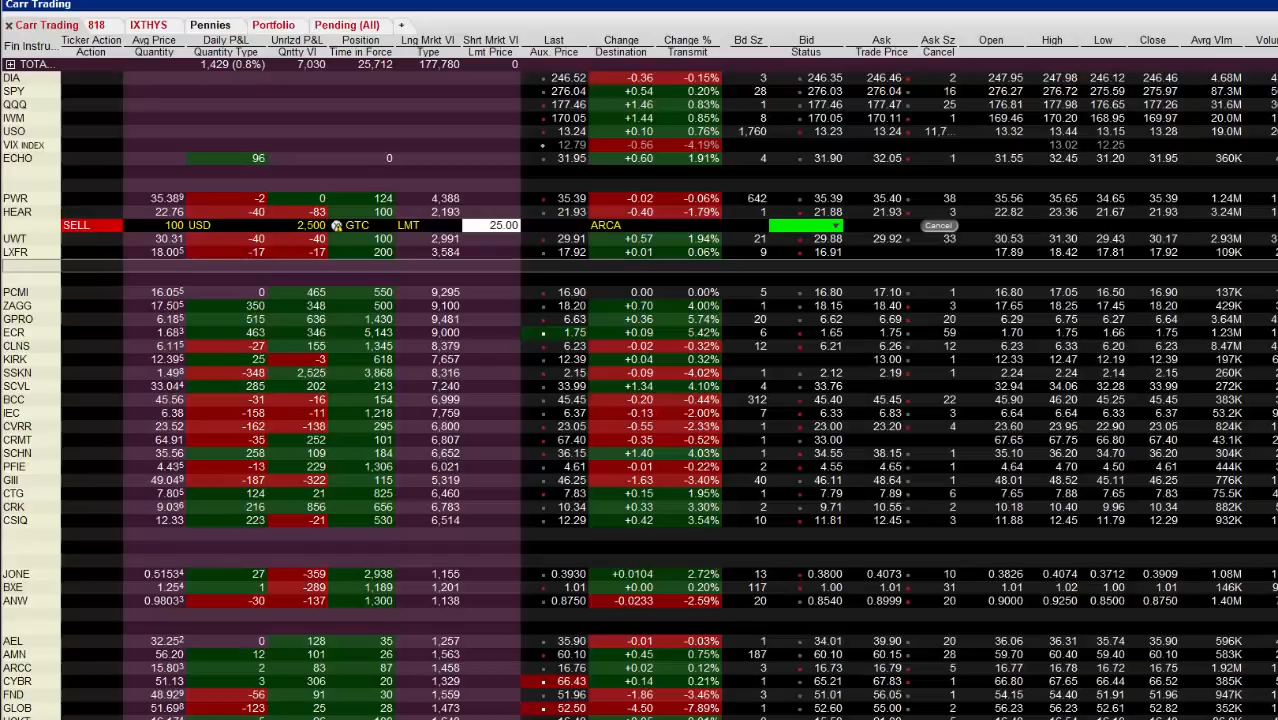 Carr Trading
Carr Trading 818 IXTHYS Pennies Portfolio Pending (All) +
Fin Instru... Ticker Action Avg Price Daily P&L Unrlzd P&L Position Lng Mrkt Vl Shrt Mrkt Vl Last Change Change % Bd Sz Bid Ask Ask Sz Open High Low Close Avrg Vlm Volu
Action Quantity Quantity Type Qntty Vl Time in Force Type Lmt Price Aux. Price Destination Transmit Status Trade Price Cancel
TOTA... 1,429 (0.8%) 7,030 25,712 177,780 0
DIA 246.52 -0.36 -0.15% 3 246.35 246.46 2 247.95 247.98 246.12 246.46 4.68M
SPY 276.04 +0.54 0.20% 28 276.03 276.04 16 276.27 276.72 275.59 275.97 87.3M
QQQ 177.46 +1.46 0.83% 1 177.46 177.47 25 176.81 177.98 176.65 177.26 31.6M
IWM 170.05 +1.44 0.85% 8 170.05 170.11 1 169.46 170.20 168.95 169.97 20.0M
USO 13.24 +0.10 0.76% 1,760 13.23 13.24 11,7... 13.32 13.44 13.15 13.28 19.0M
VIX INDEX 12.79 -0.56 -4.19% 13.02 12.25
ECHO 96 0 31.95 +0.60 1.91% 4 31.90 32.05 1 31.55 32.45 31.20 31.95 360K
PWR 35.38⁹ -2 0 124 4,388 35.39 -0.02 -0.06% 642 35.39 35.40 38 35.56 35.65 34.65 35.39 1.24M
HEAR 22.76 -40 -83 100 2,193 21.93 -0.40 -1.79% 1 21.88 21.93 3 22.82 23.36 21.67 21.93 3.24M
SELL 100 USD 2,500 GTC LMT 25.00 ARCA Cancel
UWT 30.31 -40 -40 100 2,991 29.91 +0.57 1.94% 21 29.88 29.92 33 30.53 31.30 29.43 30.17 2.93M
LXFR 18.00⁵ -17 -17 200 3,584 17.92 +0.01 0.06% 9 16.91 17.89 18.42 17.81 17.92 109K
PCMI 16.05⁵ 0 465 550 9,295 16.90 0.00 0.00% 5 16.80 17.10 1 16.80 17.05 16.50 16.90 137K
ZAGG 17.50⁵ 350 348 500 9,100 18.20 +0.70 4.00% 1 18.15 18.40 3 17.65 18.25 17.45 18.20 429K
GPRO 6.18⁵ 515 636 1,430 9,481 6.63 +0.36 5.74% 20 6.62 6.69 20 6.29 6.75 6.27 6.64 13.3M
ECR 1.68³ 463 346 5,143 9,000 1.75 +0.09 5.42% 6 1.65 1.75 59 1.70 1.75 1.66 1.75 1.23M
CLNS 6.11⁵ -27 155 1,345 8,379 6.23 -0.02 -0.32% 12 6.21 6.26 12 6.23 6.33 6.20 6.23 8.47M
KIRK 12.39⁵ 25 -3 618 7,657 12.39 +0.04 0.32% 13.00 1 12.33 12.47 12.19 12.39 197K
SSKN 1.49⁸ -348 2,525 3,868 8,316 2.15 -0.09 -4.02% 1 2.12 2.19 1 2.24 2.24 2.13 2.15 260K
SCVL 33.04⁴ 285 202 213 7,240 33.99 +1.34 4.10% 4 33.76 32.94 34.06 32.28 33.99 272K
BCC 45.56 -31 -16 154 6,999 45.45 -0.20 -0.44% 312 45.40 45.45 22 45.90 46.20 45.25 45.45 383K
IEC 6.38 -158 -11 1,218 7,759 6.37 -0.13 -2.00% 7 6.33 6.83 3 6.64 6.64 6.33 6.37 53.2K
CVRR 23.52 -162 -138 295 6,800 23.05 -0.55 -2.33% 1 23.00 23.20 4 23.60 23.95 22.90 23.05 824K
CRMT 64.91 -35 252 101 6,807 67.40 -0.35 -0.52% 1 33.00 67.65 67.75 66.80 67.40 43.1K
SCHN 35.56 258 109 184 6,652 36.15 +1.40 4.03% 1 34.55 38.15 1 35.10 36.20 34.70 36.15 304K
PFIE 4.43⁵ -13 229 1,306 6,021 4.61 -0.01 -0.22% 2 4.55 4.65 1 4.64 4.70 4.50 4.61 442K
GIII 49.04⁹ -187 -322 115 5,319 46.25 -1.63 -3.40% 40 46.11 48.64 1 48.01 48.52 45.11 46.25 776K
CTG 7.80⁵ 124 21 825 6,460 7.83 +0.15 1.95% 1 7.79 7.89 6 7.65 7.88 7.65 7.83 75.5K
CRK 9.03⁶ 216 856 656 6,783 10.34 +0.33 3.30% 2 9.71 10.55 2 10.18 10.40 9.96 10.34 882K
CSIQ 12.33 223 -21 530 6,514 12.29 +0.42 3.54% 10 11.81 12.45 3 11.88 12.45 11.79 12.29 932K
JONE 0.5153⁴ 27 -359 2,938 1,155 0.3930 +0.0104 2.72% 13 0.3800 0.4073 10 0.3826 0.4074 0.3712 0.3909 1.08M
BXE 1.25⁴ 1 -289 1,189 1,201 1.01 +0.00 0.20% 117 1.00 1.01 31 1.01 1.02 1.00 1.01 146K
ANW 0.9803³ -30 -137 1,300 1,138 0.8750 -0.0233 -2.59% 20 0.8540 0.8999 20 0.9000 0.9250 0.8500 0.8750 1.40M
AEL 32.25² 0 128 35 1,257 35.90 -0.01 -0.03% 1 34.01 39.90 20 36.06 36.31 35.74 35.90 596K
AMN 56.20 12 101 26 1,563 60.10 +0.45 0.75% 187 60.10 60.15 28 59.70 60.40 59.40 60.10 625K
ARCC 15.80³ 2 83 87 1,458 16.76 +0.02 0.12% 3 16.73 16.79 5 16.77 16.80 16.74 16.76 1.92M
CYBR 51.13 3 306 20 1,329 66.43 +0.14 0.21% 1 65.21 67.83 1 66.80 67.65 65.44 66.52 385K
FND 48.92⁹ -56 91 30 1,559 51.96 -1.86 -3.46% 3 51.01 56.05 1 54.15 54.40 51.91 51.96 947K
GLOB 51.69⁸ -123 25 28 1,473 52.50 -4.50 -7.89% 1 52.60 55.00 2 56.23 56.23 51.22 52.50 318K